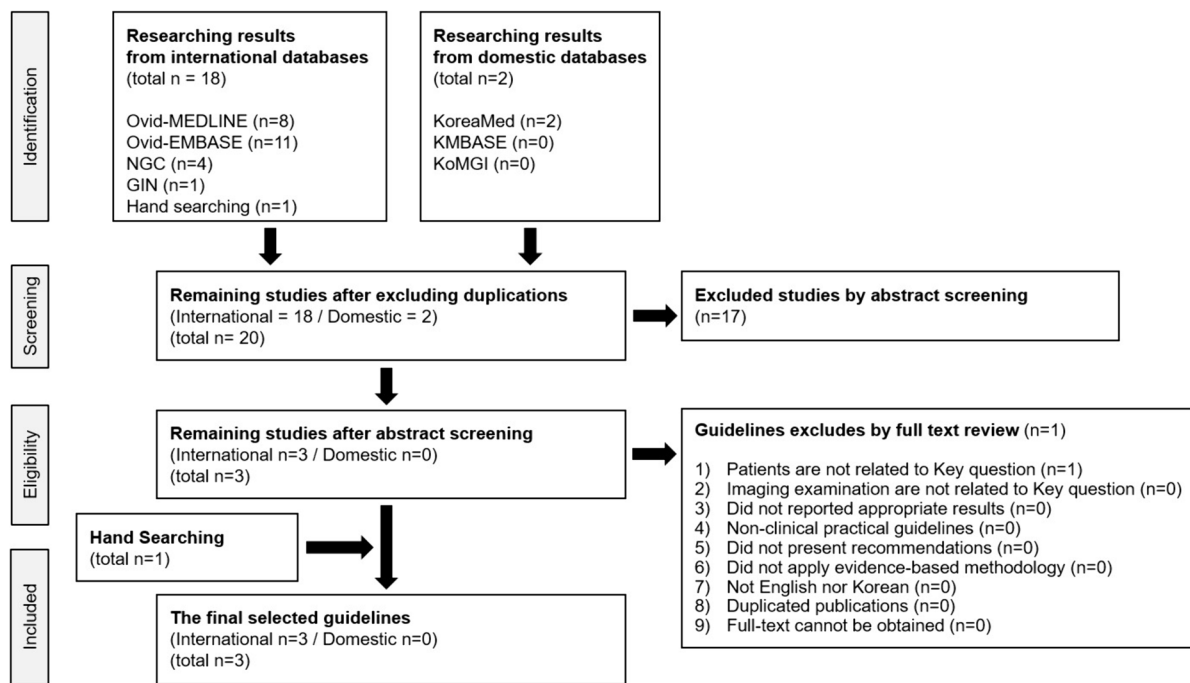 Identification
Researching results
from international databases
(total n = 18)
Ovid-MEDLINE (n=8)
Ovid-EMBASE (n=11)
NGC (n=4)
GIN (n=1)
Hand searching (n=1)
Researching results
from domestic databases
(total n=2)
KoreaMed (n=2)
KMBASE (n=0)
KoMGI (n=0)
Screening
Remaining studies after excluding duplications
(International = 18 / Domestic = 2)
(total n= 20)
Excluded studies by abstract screening
(n=17)
Eligibility
Remaining studies after abstract screening
(International n=3 / Domestic n=0)
(total n=3)
Guidelines excludes by full text review (n=1)
1) Patients are not related to Key question (n=1)
2) Imaging examination are not related to Key question (n=0)
3) Did not reported appropriate results (n=0)
4) Non-clinical practical guidelines (n=0)
5) Did not present recommendations (n=0)
6) Did not apply evidence-based methodology (n=0)
7) Not English nor Korean (n=0)
8) Duplicated publications (n=0)
9) Full-text cannot be obtained (n=0)
Hand Searching
(total n=1)
Included
The final selected guidelines
(International n=3 / Domestic n=0)
(total n=3)